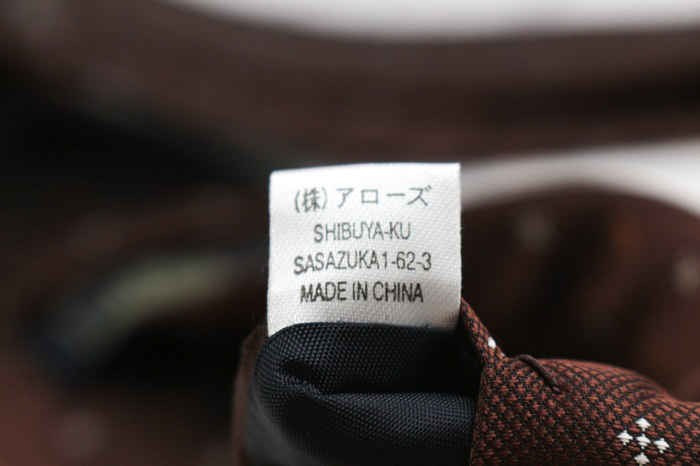 (株)アローズ
SHIBUYA-KU
SASAZUKA1-62-3
MADE IN CHINA